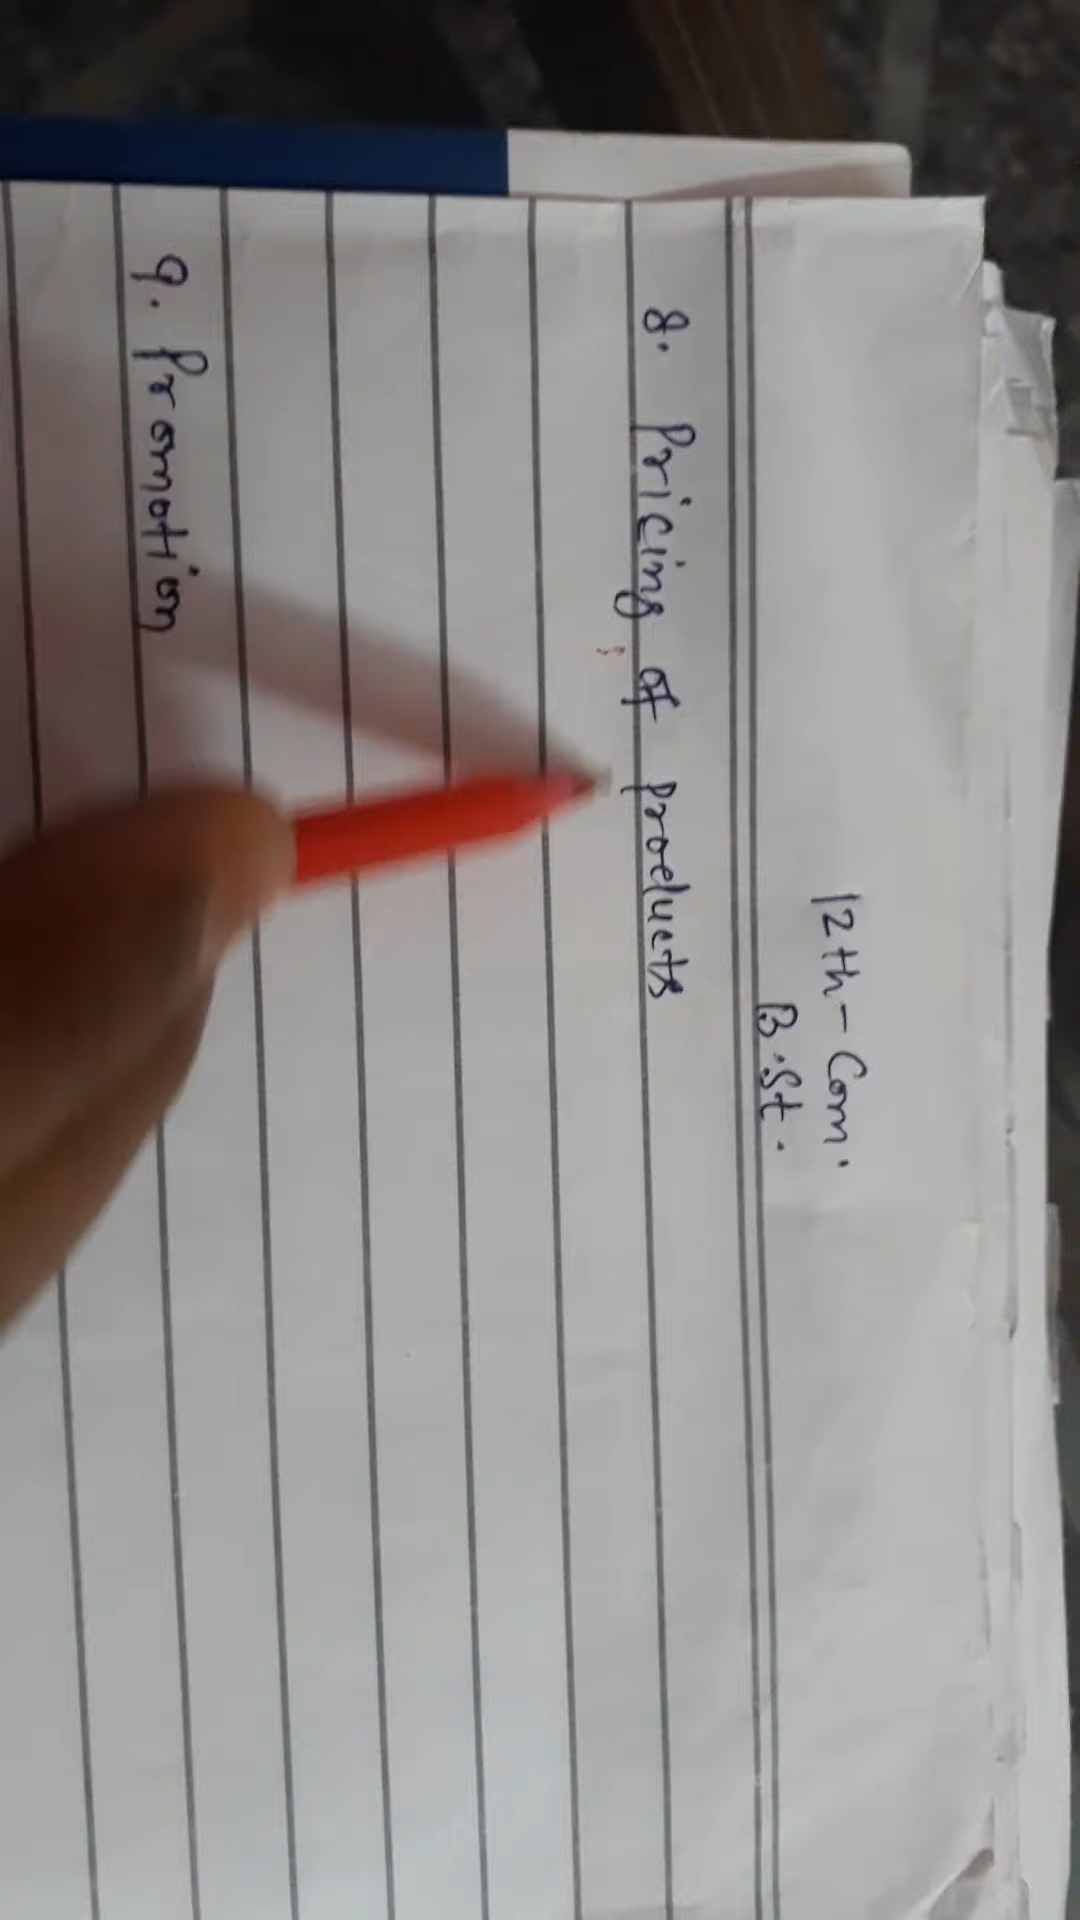 12th - Com.
B.St.
8. Pricing of products
9. Promotion